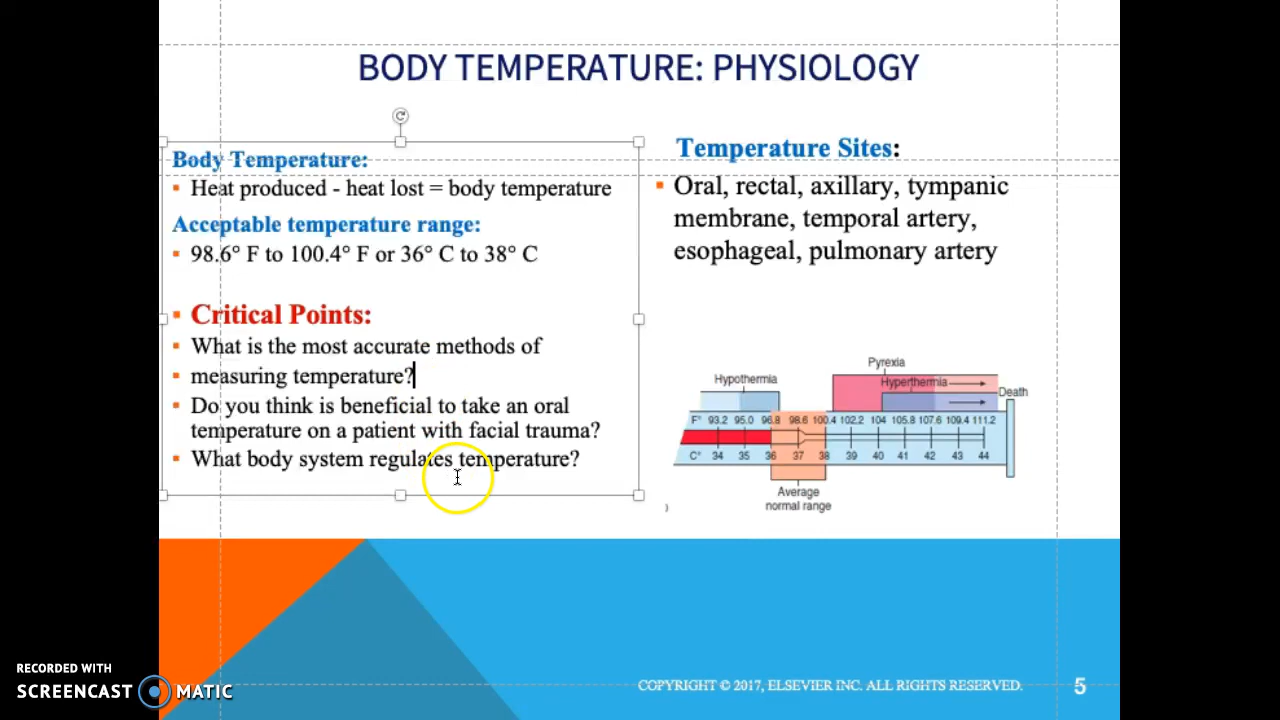 BODY TEMPERATURE: PHYSIOLOGY
Body Temperature:
▪ Heat produced - heat lost = body temperature
Acceptable temperature range:
▪ 98.6° F to 100.4° F or 36° C to 38° C
▪ Critical Points:
▪ What is the most accurate methods of
▪ measuring temperature?
▪ Do you think is beneficial to take an oral
temperature on a patient with facial trauma?
▪ What body system regulates temperature?
Temperature Sites:
▪ Oral, rectal, axillary, tympanic
membrane, temporal artery,
esophageal, pulmonary artery
Pyrexia
Hypothermia
Hyperthermia
Death
F° 93.2 95.0 96.8 98.6 100.4 102.2 104 105.8 107.6 109.4 111.2
C° 34 35 36 37 38 39 40 41 42 43 44
Average
normal range
RECORDED WITH
SCREENCAST MATIC
COPYRIGHT © 2017, ELSEVIER INC. ALL RIGHTS RESERVED.
5